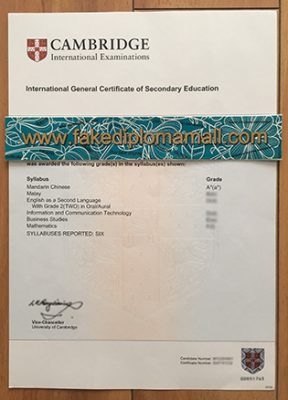 CAMBRIDGE
International Examinations
International General Certificate of Secondary Education
www.fakediplomamall.com
was awarded the following grade(s) in the syllabus(es) shown:
Syllabus Grade
Mandarin Chinese A*(a*)
Malay
English as a Second Language
With Grade 2(TWO) in Oral/Aural
Information and Communication Technology
Business Studies
Mathematics
SYLLABUSES REPORTED: SIX
Vice-Chancellor
University of Cambridge
Candidate Number
Certificate Number